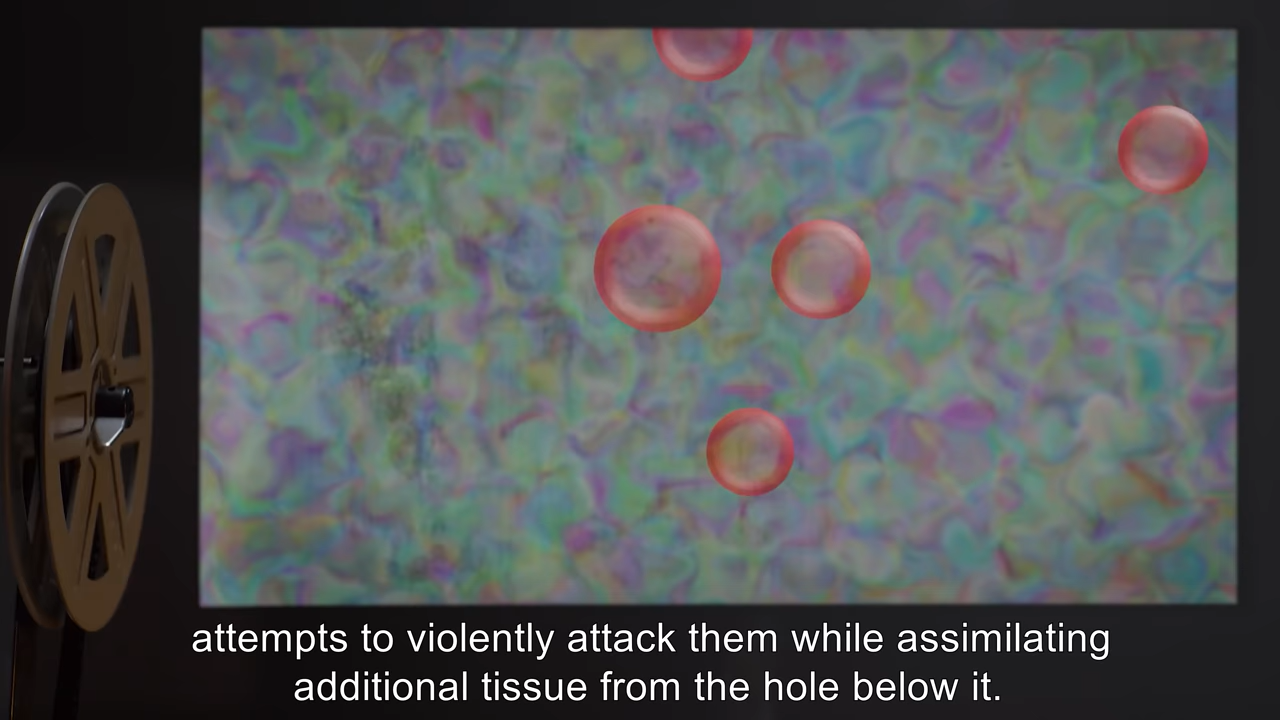 attempts to violently attack them while assimilating
additional tissue from the hole below it.